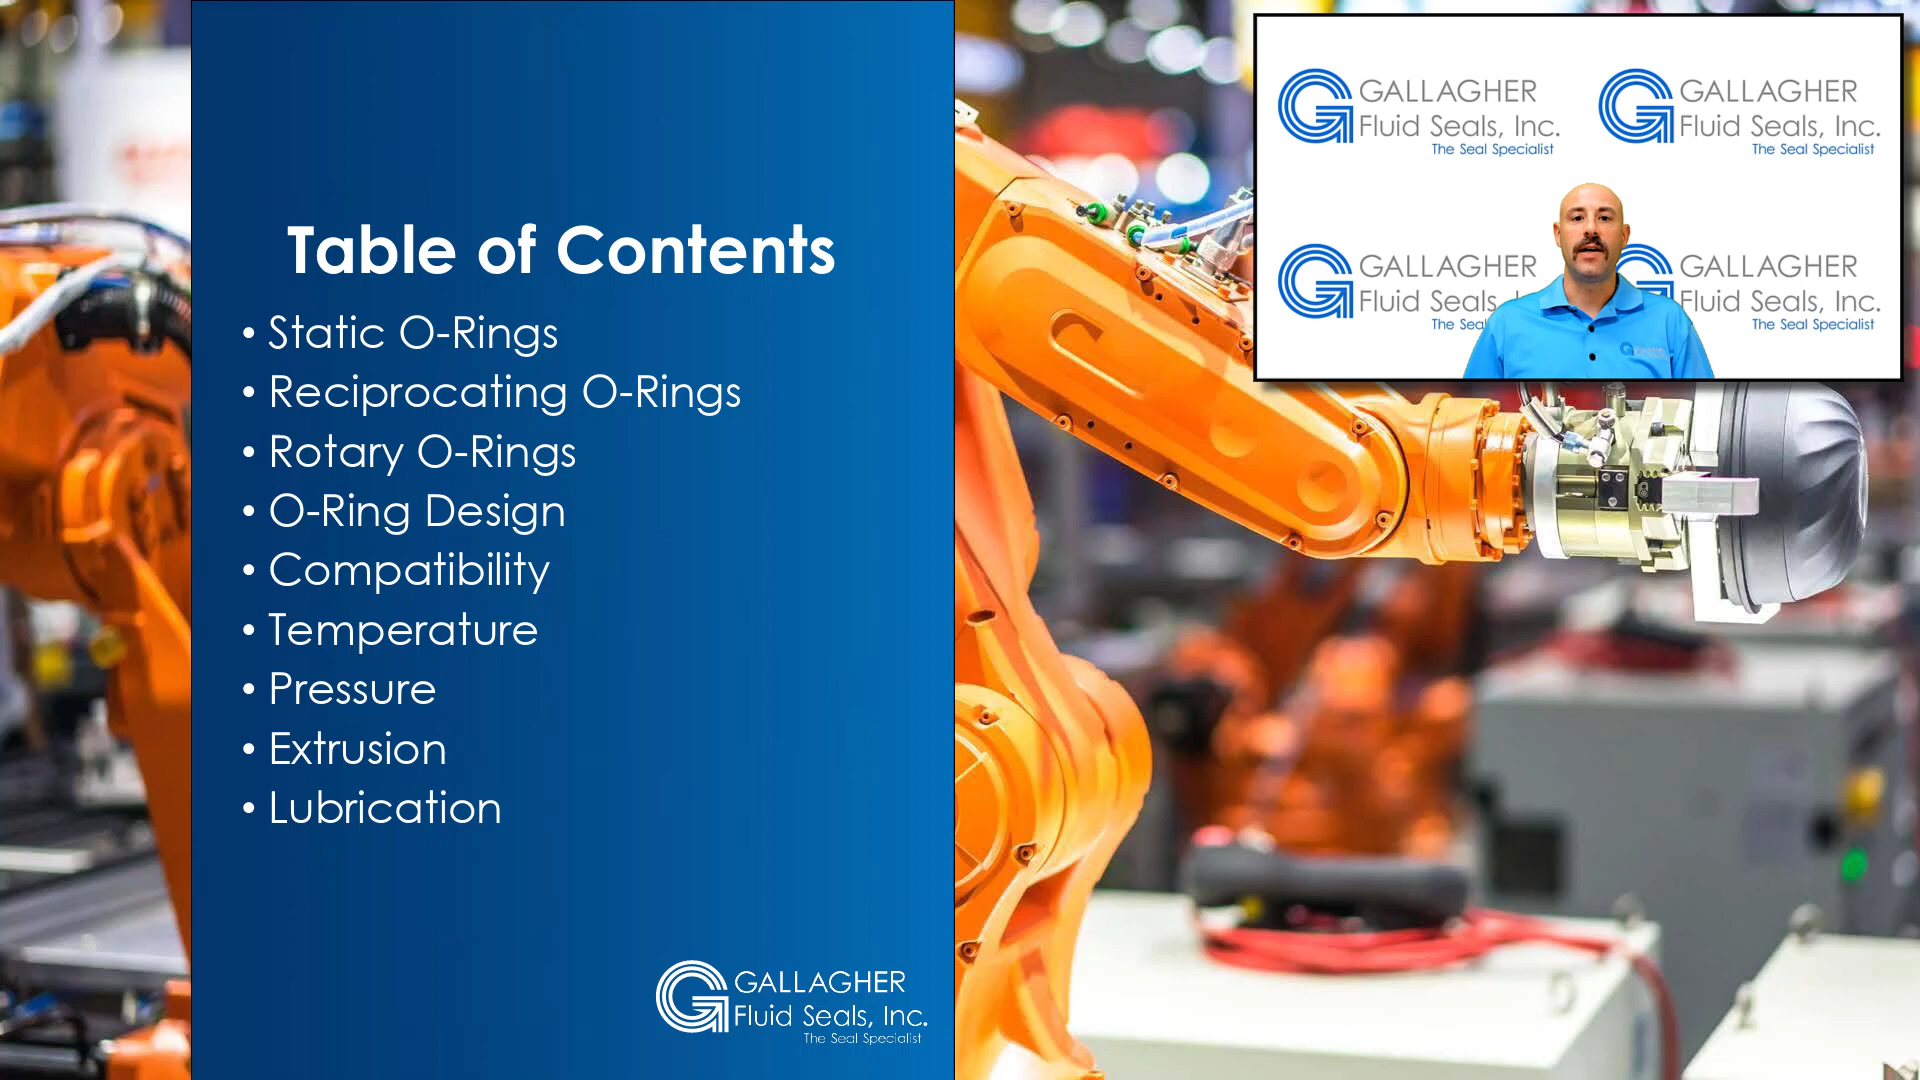 Table of Contents
• Static O-Rings
• Reciprocating O-Rings
• Rotary O-Rings
• O-Ring Design
• Compatibility
• Temperature
• Pressure
• Extrusion
• Lubrication
GALLAGHER
Fluid Seals, Inc.
The Seal Specialist
GALLAGHER
Fluid Seals, Inc.
The Seal Specialist
GALLAGHER
Fluid Seals, Inc.
The Seal Specialist
GALLAGHER
Fluid Seals,
The Seal
GALLAGHER
Fluid Seals, Inc.
The Seal Specialist